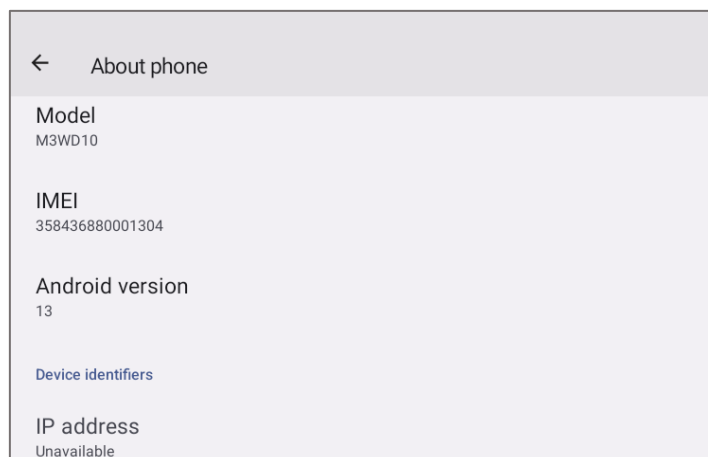 About phone
Model
M3WD10
IMEI
358436880001304
Android version
13
Device identifiers
IP address
Unavailable